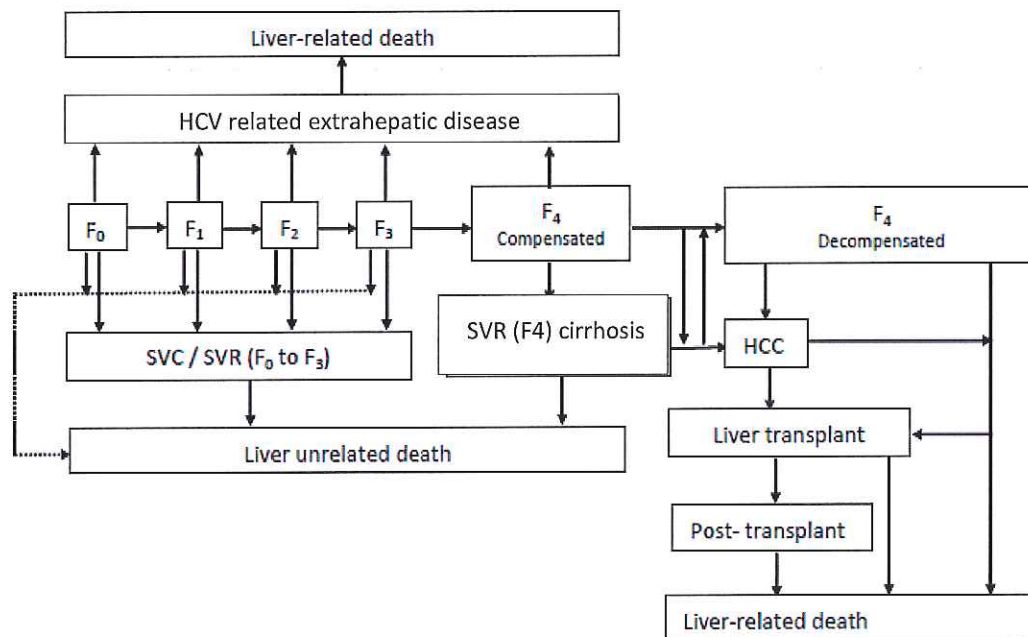 Liver-related death
HCV related extrahepatic disease
F₀
F₁
F₂
F₃
F₄
Compensated
F₄
Decompensated
SVR (F4) cirrhosis
SVC / SVR (F₀ to F₃)
HCC
Liver transplant
Liver unrelated death
Post- transplant
Liver-related death